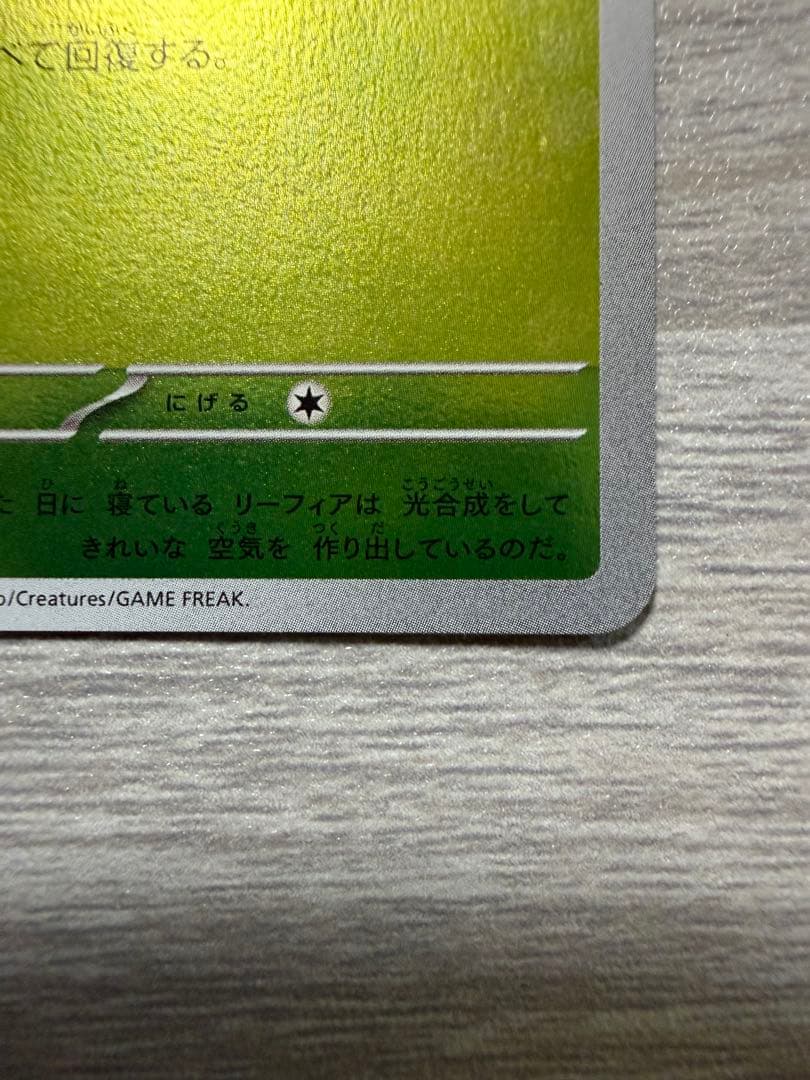 べて回復する。
にげる
た 日に 寝ている リーフィアは 光合成をして
きれいな 空気を 作り出しているのだ。
o/Creatures/GAME FREAK.